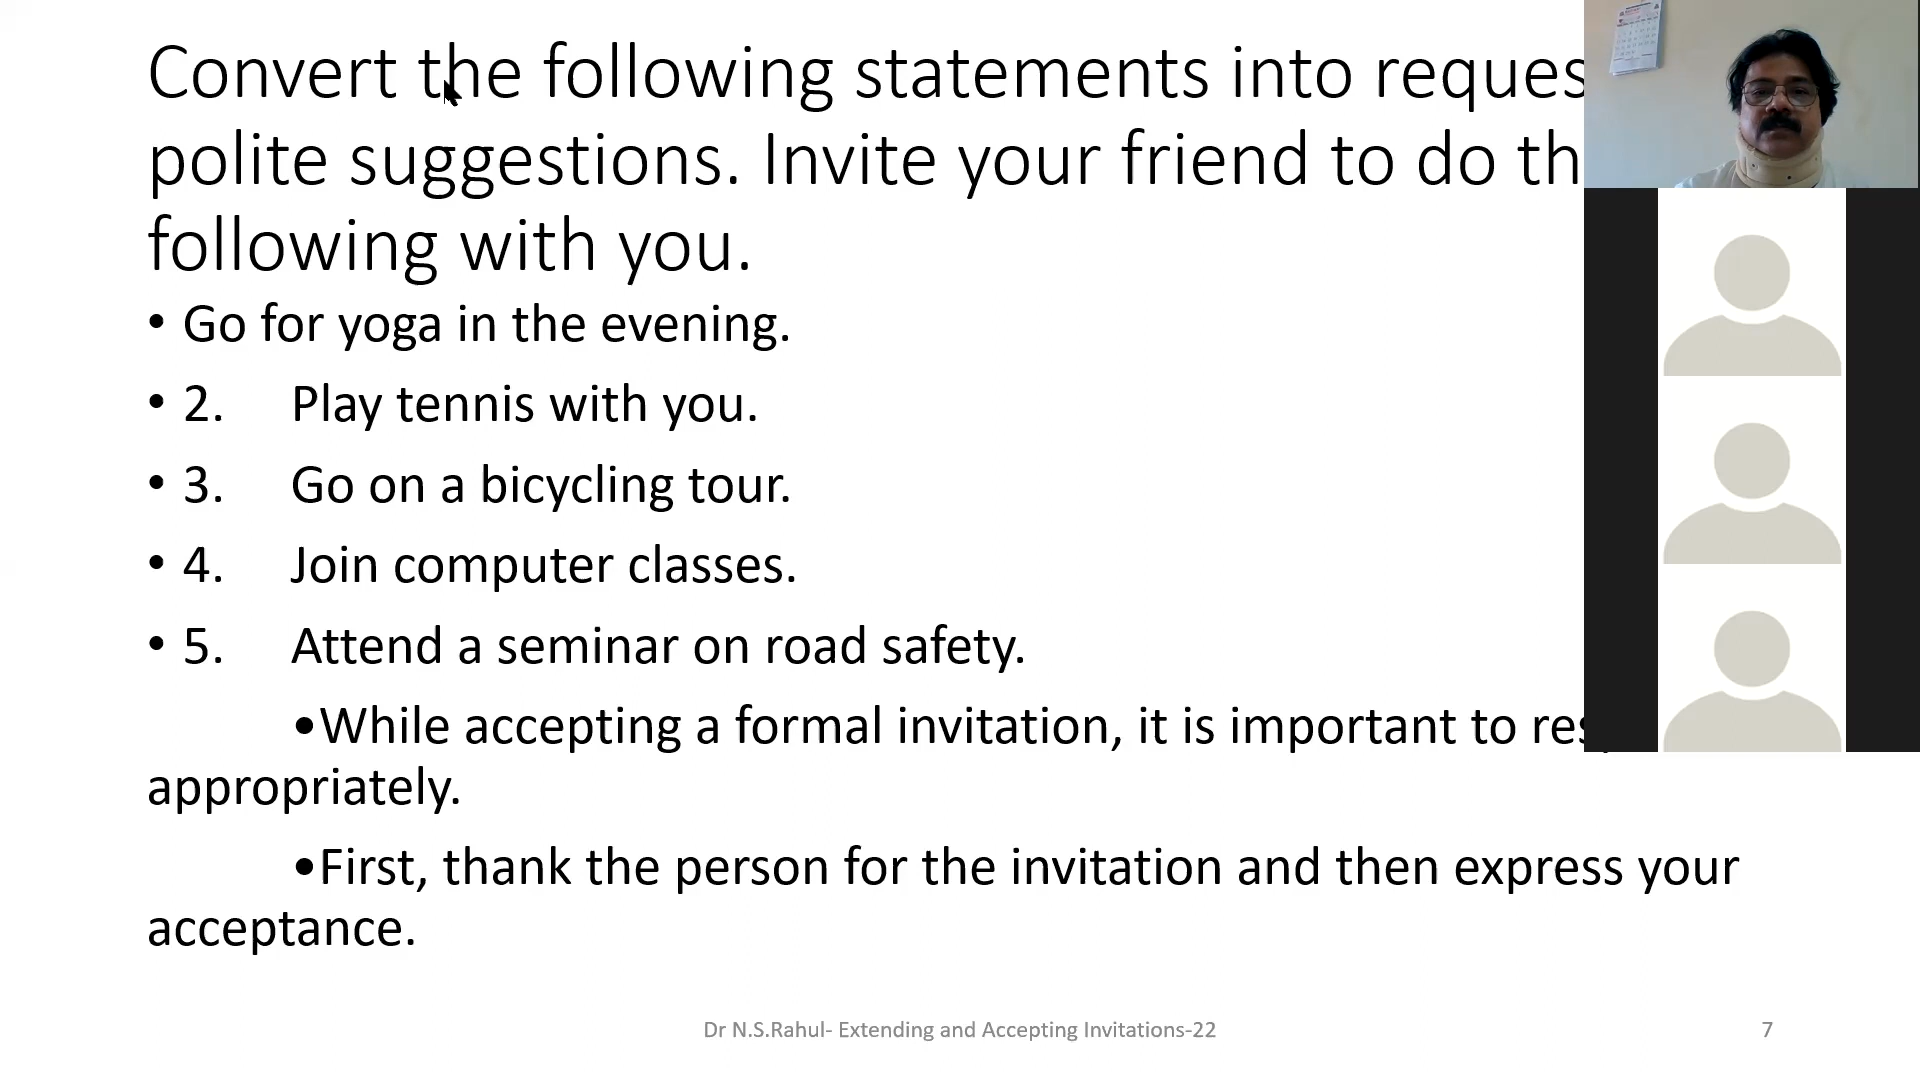 Convert the following statements into reques
polite suggestions. Invite your friend to do th
following with you.
• Go for yoga in the evening.
• 2. Play tennis with you.
• 3. Go on a bicycling tour.
• 4. Join computer classes.
• 5. Attend a seminar on road safety.
•While accepting a formal invitation, it is important to
appropriately.
•First, thank the person for the invitation and then express your
acceptance.
Dr N.S.Rahul- Extending and Accepting Invitations-22
7